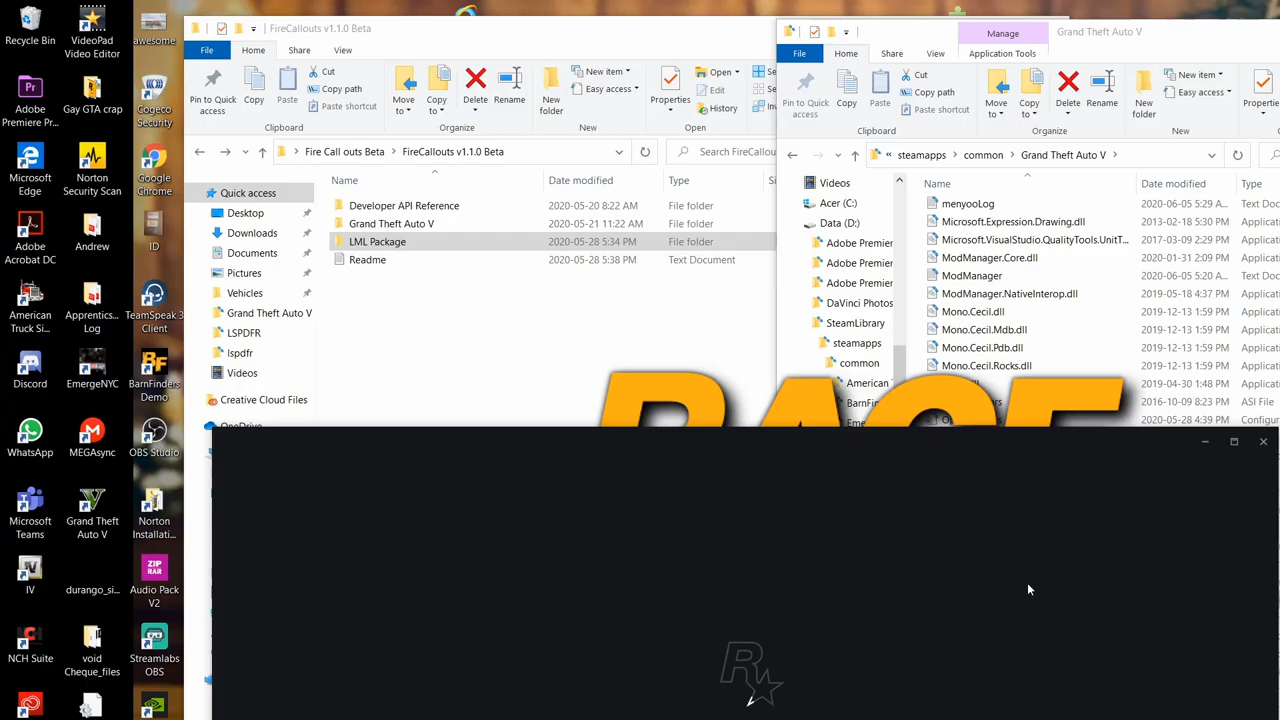 Recycle Bin
VideoPad
Video Editor
awesome
Adobe
Premiere Pr...
Gay GTA crap
Cogeco
Security
Microsoft
Edge
Norton
Security Scan
Google
Chrome
Adobe
Acrobat DC
Andrew
ID
American
Truck Si...
Apprentic...
Log
TeamSpeak 3
Client
Discord
EmergeNYC
BarnFinders
Demo
WhatsApp
MEGAsync
OBS Studio
Microsoft
Teams
Grand Theft
Auto V
Norton
Installati...
IV
durango_si...
ZIP
RAR
Audio Pack
V2
NCH Suite
void
Cheque_files
Streamlabs
OBS
FireCallouts v1.1.0 Beta
File
Home
Share
View
Pin to Quick
access
Copy
Paste
Cut
Copy path
Paste shortcut
Clipboard
Move
to
Copy
to
Delete
Rename
Organize
New
folder
New item
Easy access
New
Properties
Open
Edit
History
Open
Fire Call outs Beta
FireCallouts v1.1.0 Beta
Search FireCallou
Quick access
Desktop
Downloads
Documents
Pictures
Vehicles
Grand Theft Auto V
LSPDFR
lspdfr
Videos
Creative Cloud Files
OneDrive
Name
Date modified
Type
Developer API Reference
2020-05-20 8:22 AM
File folder
Grand Theft Auto V
2020-05-21 11:22 AM
File folder
LML Package
2020-05-28 5:34 PM
File folder
Readme
2020-05-28 5:38 PM
Text Document
Manage
Grand Theft Auto V
File
Home
Share
View
Application Tools
Pin to Quick
access
Copy
Paste
Cut
Copy path
Paste shortcut
Clipboard
Move
to
Copy
to
Delete
Rename
Organize
New
folder
New item
Easy access
New
Properties
« steamapps
common
Grand Theft Auto V
Videos
Acer (C:)
Data (D:)
Adobe Premier
Adobe Premier
Adobe Premier
DaVinci Photos
SteamLibrary
steamapps
common
American
BarnFind
Name
Date modified
Type
menyooLog
2020-06-05 5:29 A...
Text Doc
Microsoft.Expression.Drawing.dll
2013-02-18 5:30 PM
Applicati
Microsoft.VisualStudio.QualityTools.UnitT...
2017-03-09 2:29 PM
Applicati
ModManager.Core.dll
2020-01-31 2:09 PM
Applicati
ModManager
2020-06-05 5:20 A...
Text Doc
ModManager.NativeInterop.dll
2019-05-18 4:37 PM
Applicati
Mono.Cecil.dll
2019-12-13 1:59 PM
Applicati
Mono.Cecil.Mdb.dll
2019-12-13 1:59 PM
Applicati
Mono.Cecil.Pdb.dll
2019-12-13 1:59 PM
Applicati
Mono.Cecil.Rocks.dll
2019-12-13 1:59 PM
Applicati
2019-04-30 1:48 PM
Applicati
2016-10-09 8:23 PM
ASI File
2020-05-28 4:39 PM
Configur
RAGE